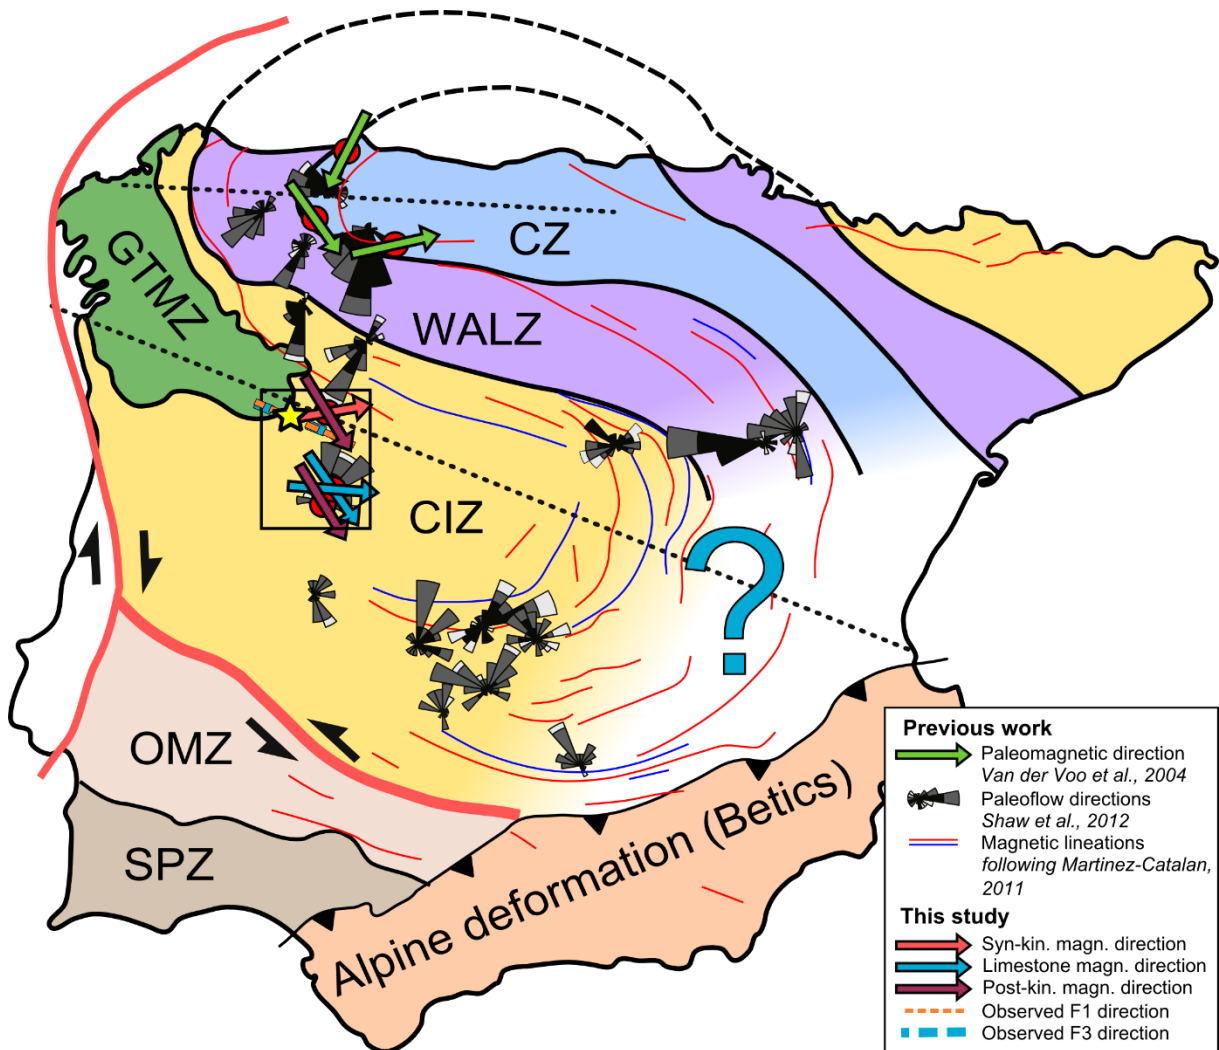 CZ
GTMZ
WALZ
CIZ
?
OMZ
SPZ
Alpine deformation (Betics)
Previous work
Paleomagnetic direction
Van der Voo et al., 2004
Paleoflow directions
Shaw et al., 2012
Magnetic lineations
following Martinez-Catalan,
2011
This study
Syn-kin. magn. direction
Limestone magn. direction
Post-kin. magn. direction
Observed F1 direction
Observed F3 direction